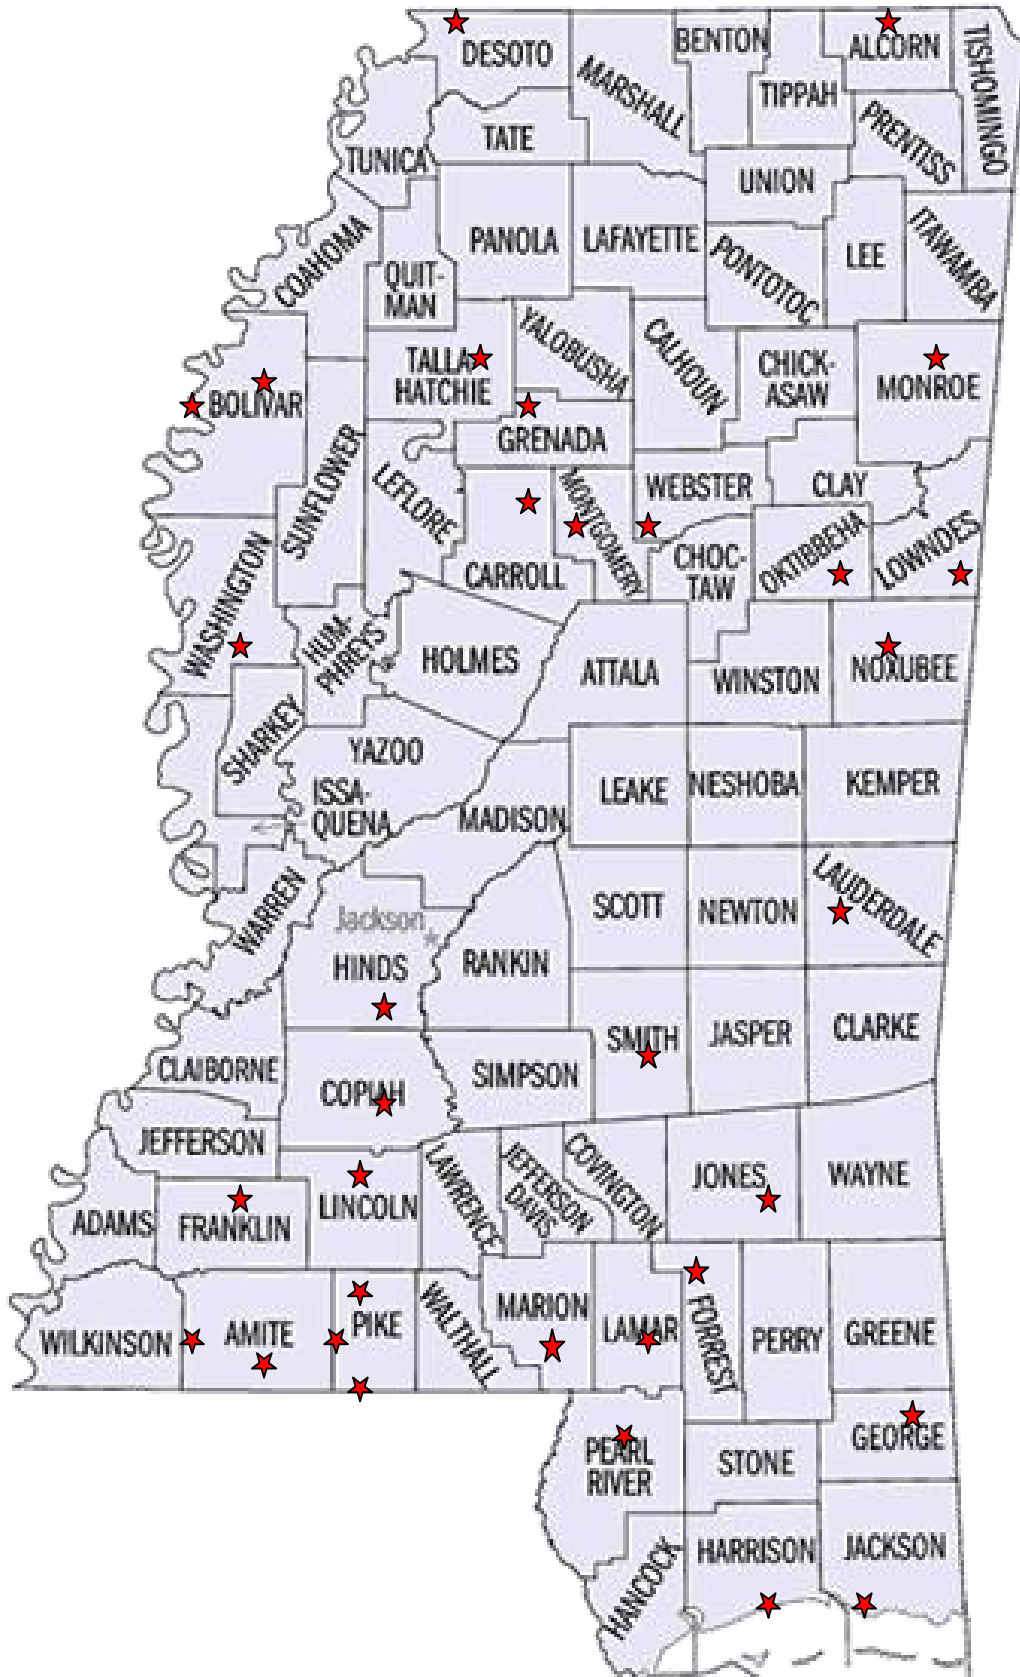 DESOTO
BENTON
ALCORN
TISHOMINGO
MARSHALL
TIPPAH
TATE
PRENTISS
TUNICA
UNION
PANOLA
LAFAYETTE
PONTOTOC
LEE
ITAWAMBA
COAHOMA
QUIT-
MAN
YALOBUSHA
CALHOUN
TALLA
HATCHIE
CHICK-
ASAW
MONROE
BOLIVAR
GRENADA
SUNFLOWER
LEFLORE
MONTGOMERY
WEBSTER
CLAY
CARROLL
CHOC-
TAW
OKTIBBEHA
LOWNDES
WASHINGTON
HUM-
PHREYS
HOLMES
ATTALA
WINSTON
NOXUBEE
SHARKEY
YAZOO
ISSA-
QUENA
MADISON
LEAKE
NESHOBA
KEMPER
WARREN
Jackson
HINDS
RANKIN
SCOTT
NEWTON
LAUDERDALE
CLAIBORNE
COPIAH
SIMPSON
SMITH
JASPER
CLARKE
JEFFERSON
LAWRENCE
JEFFERSON
DAVIS
COVINGTON
JONES
WAYNE
ADAMS
FRANKLIN
LINCOLN
WILKINSON
AMITE
PIKE
WALTHALL
MARION
LAMAR
FORREST
PERRY
GREENE
PEARL
RIVER
STONE
GEORGE
HANCOCK
HARRISON
JACKSON